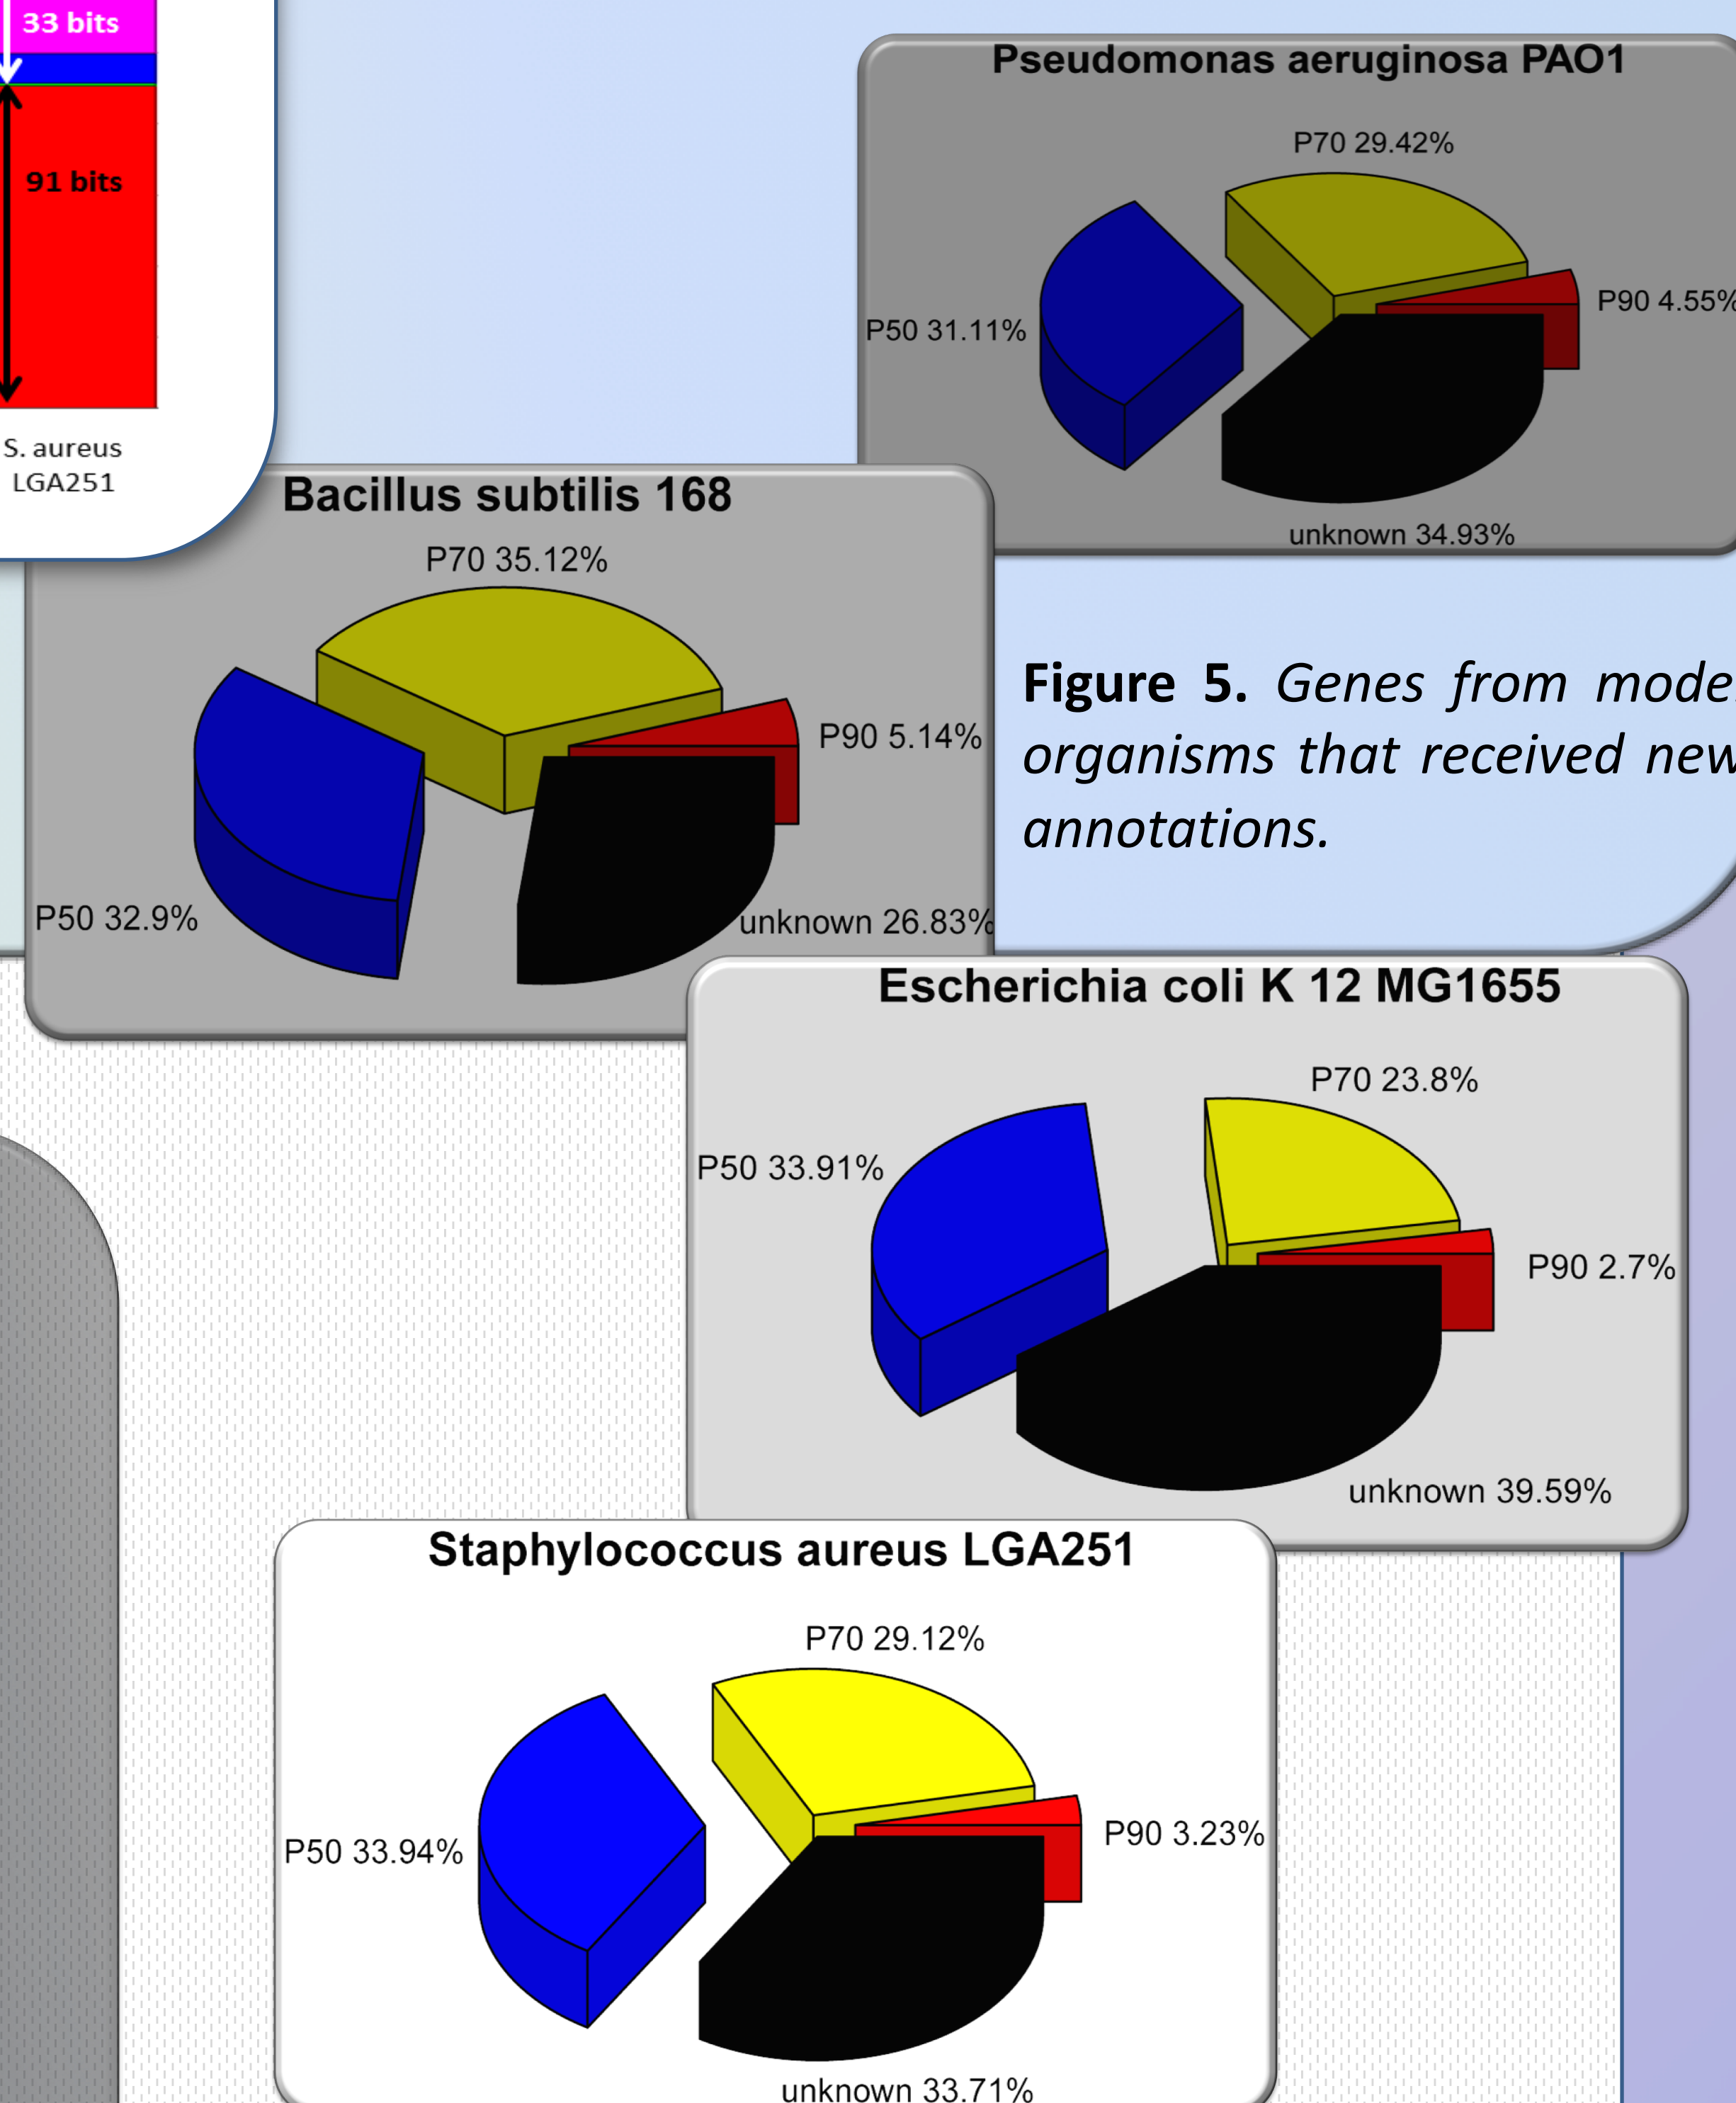 33 bits
91 bits
S. aureus
LGA251
Pseudomonas aeruginosa PAO1
P70 29.42%
P90 4.55%
P50 31.11%
unknown 34.93%
Bacillus subtilis 168
P70 35.12%
P90 5.14%
P50 32.9%
unknown 26.83%
Figure 5. Genes from model
organisms that received new
annotations.
Escherichia coli K 12 MG1655
P70 23.8%
P50 33.91%
P90 2.7%
unknown 39.59%
Staphylococcus aureus LGA251
P70 29.12%
P90 3.23%
P50 33.94%
unknown 33.71%